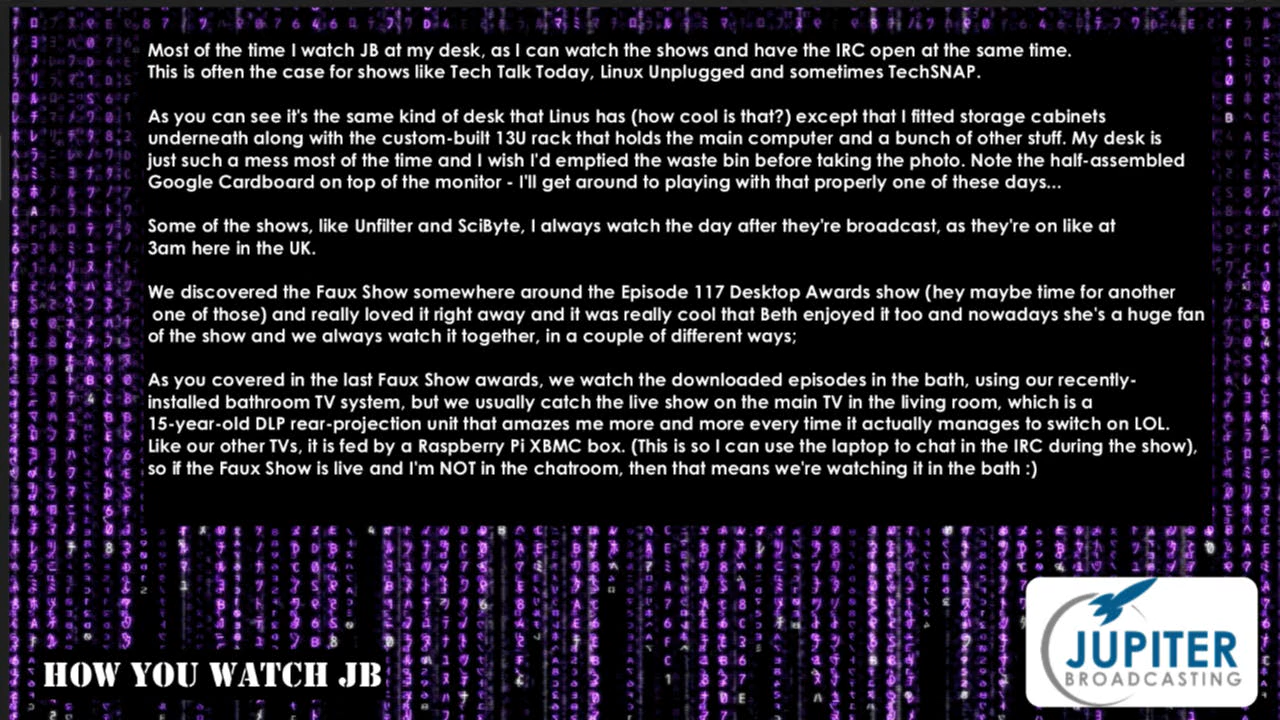 Most of the time I watch JB at my desk, as I can watch the shows and have the IRC open at the same time.
This is often the case for shows like Tech Talk Today, Linux Unplugged and sometimes TechSNAP.
As you can see it's the same kind of desk that Linus has (how cool is that?) except that I fitted storage cabinets
underneath along with the custom-built 13U rack that holds the main computer and a bunch of other stuff. My desk is
just such a mess most of the time and I wish I'd emptied the waste bin before taking the photo. Note the half-assembled
Google Cardboard on top of the monitor - I'll get around to playing with that properly one of these days...
Some of the shows, like Unfilter and SciByte, I always watch the day after they're broadcast, as they're on like at
3am here in the UK.
We discovered the Faux Show somewhere around the Episode 117 Desktop Awards show (hey maybe time for another
one of those) and really loved it right away and it was really cool that Beth enjoyed it too and nowadays she's a huge fan
of the show and we always watch it together, in a couple of different ways;
As you covered in the last Faux Show awards, we watch the downloaded episodes in the bath, using our recently-
installed bathroom TV system, but we usually catch the live show on the main TV in the living room, which is a
15-year-old DLP rear-projection unit that amazes me more and more every time it actually manages to switch on LOL.
Like our other TVs, it is fed by a Raspberry Pi XBMC box. (This is so I can use the laptop to chat in the IRC during the show),
so if the Faux Show is live and I'm NOT in the chatroom, then that means we're watching it in the bath :)
HOW YOU WATCH JB
JUPITER
BROADCASTING